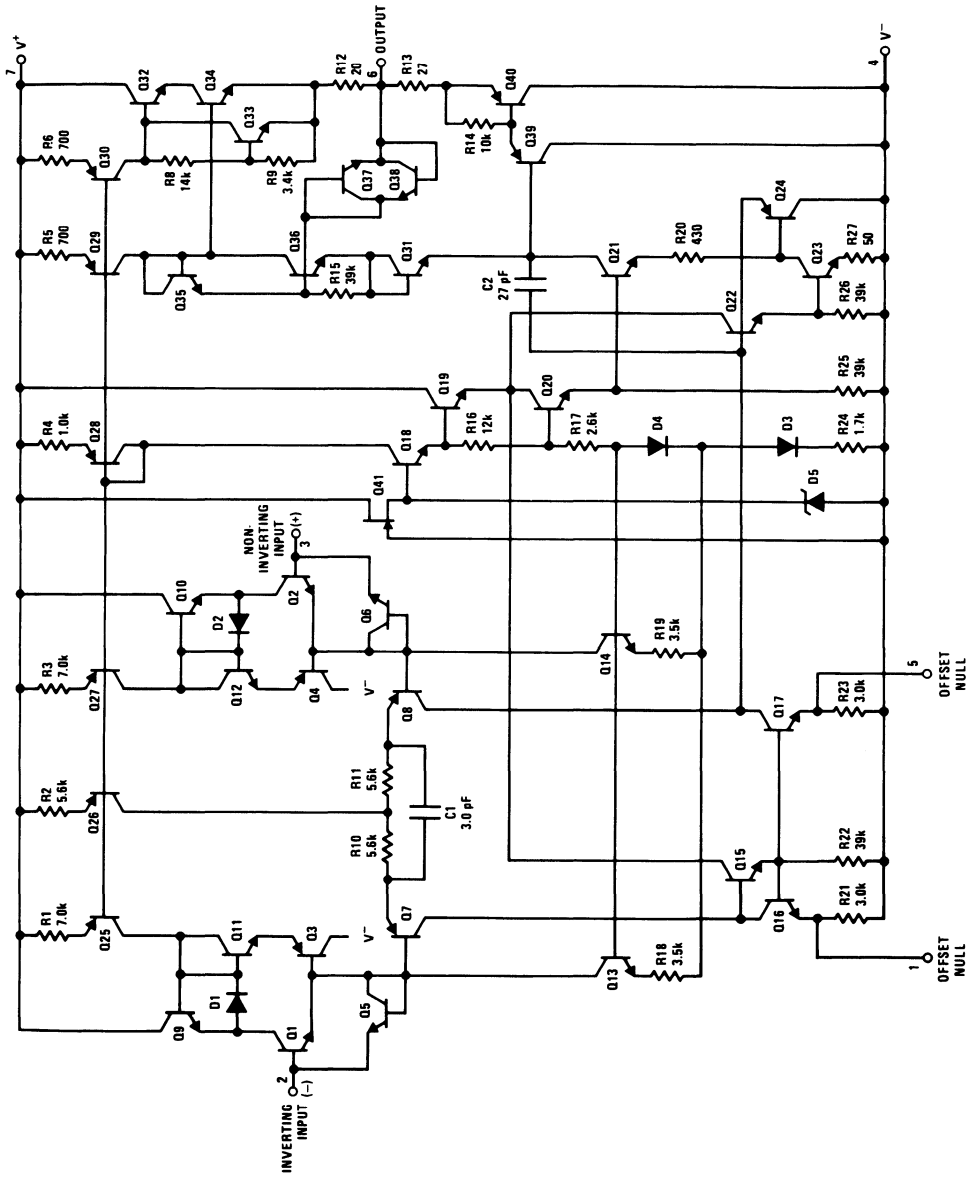 7 V+
R1
7.0k
R2
5.6k
R3
7.0k
R4
1.0k
R5
700
R6
700
Q25
Q26
Q27
Q28
Q29
Q30
Q32
Q34
Q33
R8
14k
R9
3.4k
R12
20
6 OUTPUT
R13
27
Q35
Q36
Q37
Q38
R15
39k
Q31
R14
10k
Q40
Q39
Q9
D1
Q11
Q3
V-
Q1
2
INVERTING
INPUT (-)
Q5
Q7
R10
5.6k
R11
5.6k
C1
3.0 pF
Q8
Q10
D2
Q12
Q4
V-
Q2
NON-
INVERTING
INPUT
3 (+)
Q6
Q41
Q18
Q19
R16
12k
Q20
R17
2.6k
C2
27 pF
Q21
R20
430
Q13
R18
3.5k
Q14
R19
3.5k
D4
D3
D5
Q22
Q24
Q23
Q15
Q16
Q17
R21
3.0k
R22
39k
R23
3.0k
R24
1.7k
R25
39k
R26
39k
R27
50
4 V-
1
OFFSET
NULL
5
OFFSET
NULL